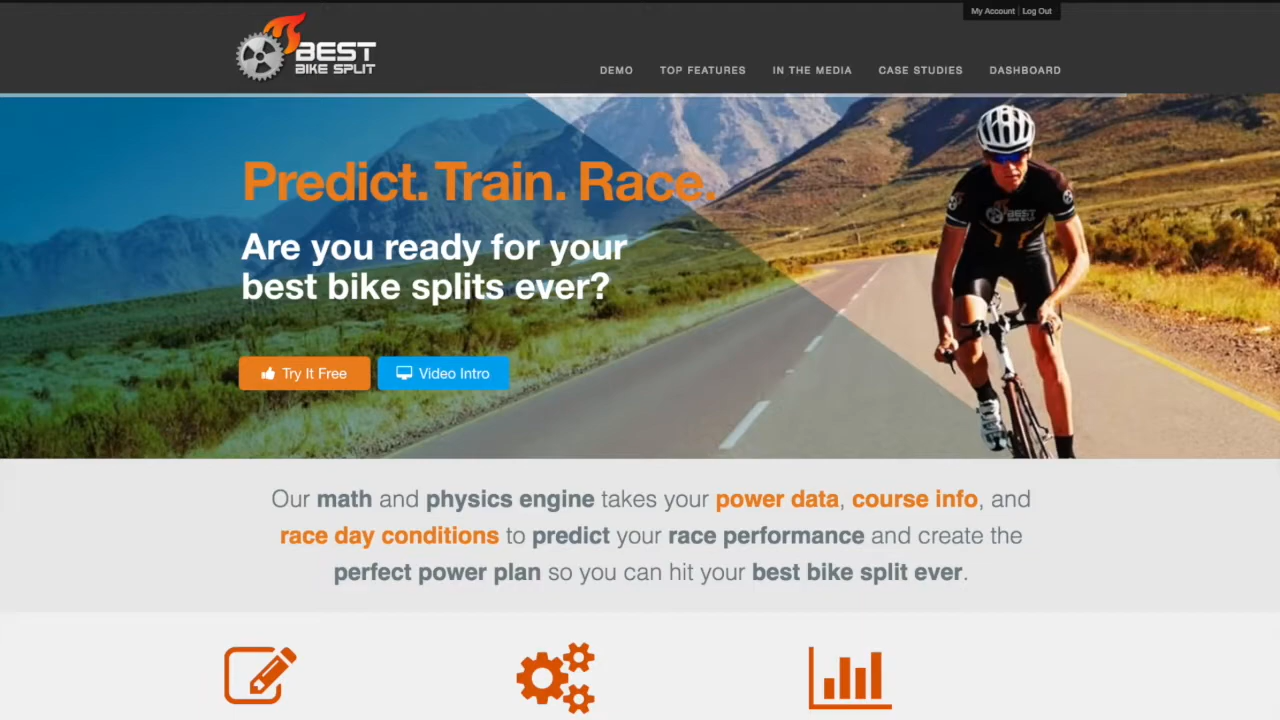 My Account | Log Out
BEST
BIKE SPLIT
DEMO TOP FEATURES IN THE MEDIA CASE STUDIES DASHBOARD
Predict. Train. Race.
Are you ready for your
best bike splits ever?
BEST
BIKE SPLIT
Try It Free
Video Intro
Our math and physics engine takes your power data, course info, and
race day conditions to predict your race performance and create the
perfect power plan so you can hit your best bike split ever.